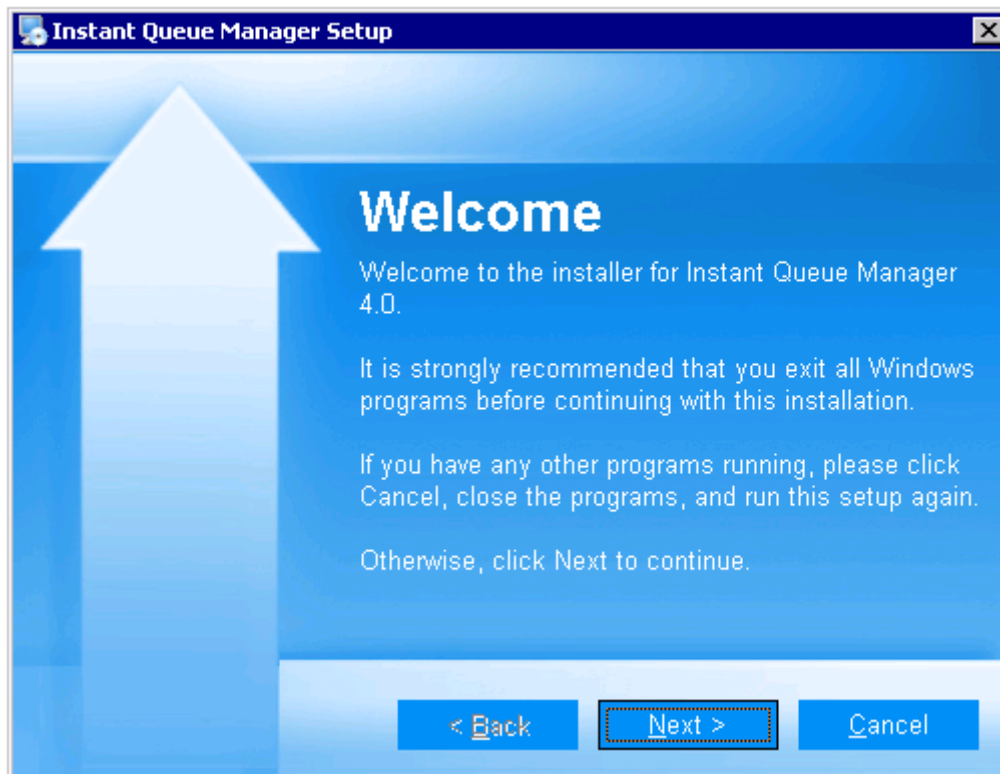 Instant Queue Manager Setup
Welcome
Welcome to the installer for Instant Queue Manager
4.0.
It is strongly recommended that you exit all Windows
programs before continuing with this installation.
If you have any other programs running, please click
Cancel, close the programs, and run this setup again.
Otherwise, click Next to continue.
< Back Next > Cancel